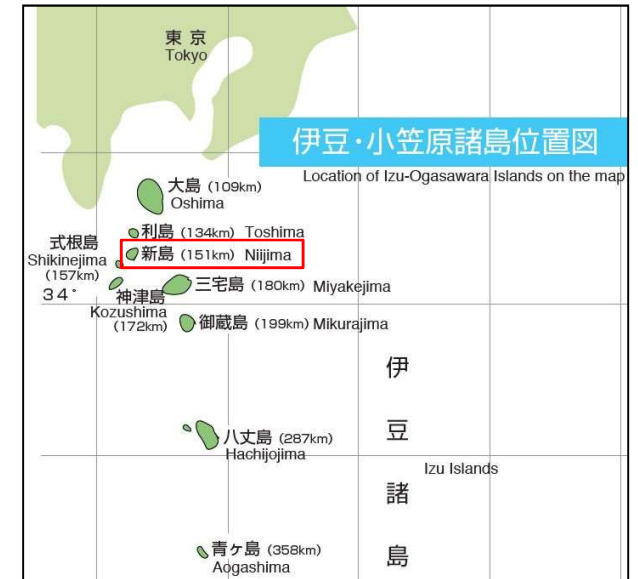 東京
Tokyo
伊豆・小笠原諸島位置図
Location of Izu-Ogasawara Islands on the map
大島 (109km)
Oshima
利島 (134km) Toshima
新島 (151km) Niijima
式根島
Shikinejima
(157km)
34°
神津島
Kozushima
(172km)
三宅島 (180km) Miyakejima
御蔵島 (199km) Mikurajima
八丈島 (287km)
Hachijojima
青ヶ島 (358km)
Aogashima
伊
豆
諸
島
Izu Islands